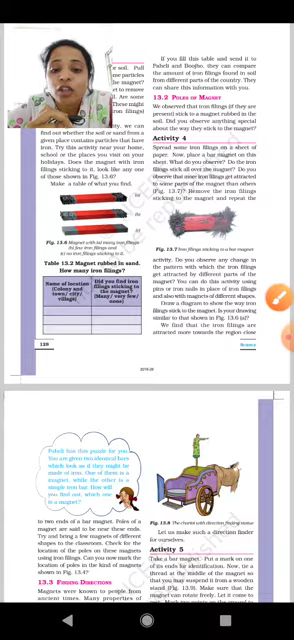 e soil. Pull
ne particles
the magnet?
et to remove
l. Are some
These might
iron filings)
ty, we can
find out whether the soil or sand from a
given place contains particles that have
iron. Try this activity near your home,
school or the places you visit on your
holidays. Does the magnet with iron
filings sticking to it, look like any one
of those shown in Fig. 13.6?
Make a table of what you find.
(a)
(b)
(c)
Fig. 13.6 Magnet with (a) many iron filings
(b) few iron filings and
(c) no iron filings sticking to it.
Table 13.2 Magnet rubbed in sand.
How many iron filings?
Name of location
(Colony and
town/ city/
village)
Did you find iron
filings sticking to
the magnet?
(Many/ very few/
none)
128
If you fill this table and send it to
Paheli and Boojho, they can compare
the amount of iron filings found in soil
from different parts of the country. They
can share this information with you.
13.2 POLES OF MAGNET
We observed that iron filings (if they are
present) stick to a magnet rubbed in the
soil. Did you observe anything special
about the way they stick to the magnet?
Activity 4
Spread some iron filings on a sheet of
paper. Now, place a bar magnet on this
sheet. What do you observe? Do the iron
filings stick all over the magnet? Do you
observe that more iron filings get attracted
to some parts of the magnet than others
(Fig. 13.7)? Remove the iron filings
sticking to the magnet and repeat the
Fig. 13.7 Iron filings sticking to a bar magnet
activity. Do you observe any change in
the pattern with which the iron filings
get attracted by different parts of the
magnet? You can do this activity using
pins or iron nails in place of iron filings
and also with magnets of different shapes.
Draw a diagram to show the way iron
filings stick to the magnet. Is your drawing
similar to that shown in Fig. 13.6 (a)?
We find that the iron filings are
attracted more towards the region close
SCIENCE
2019-20
Paheli has this puzzle for you.
You are given two identical bars
which look as if they might be
made of iron. One of them is a
magnet, while the other is a
simple iron bar. How will
you find out, which one
is a magnet?
to two ends of a bar magnet. Poles of a
magnet are said to be near these ends.
Try and bring a few magnets of different
shapes to the classroom. Check for the
location of the poles on these magnets
using iron filings. Can you now mark the
location of poles in the kind of magnets
shown in Fig. 13.4?
13.3 FINDING DIRECTIONS
Magnets were known to people from
ancient times. Many properties of
Fig. 13.8 The chariot with direction finding statue
Let us make such a direction finder
for ourselves.
Activity 5
Take a bar magnet. Put a mark on one
of its ends for identification. Now, tie a
thread at the middle of this magnet so
that you may suspend it from a wooden
stand (Fig. 13.9). Make sure that the
magnet can rotate freely. Let it come to